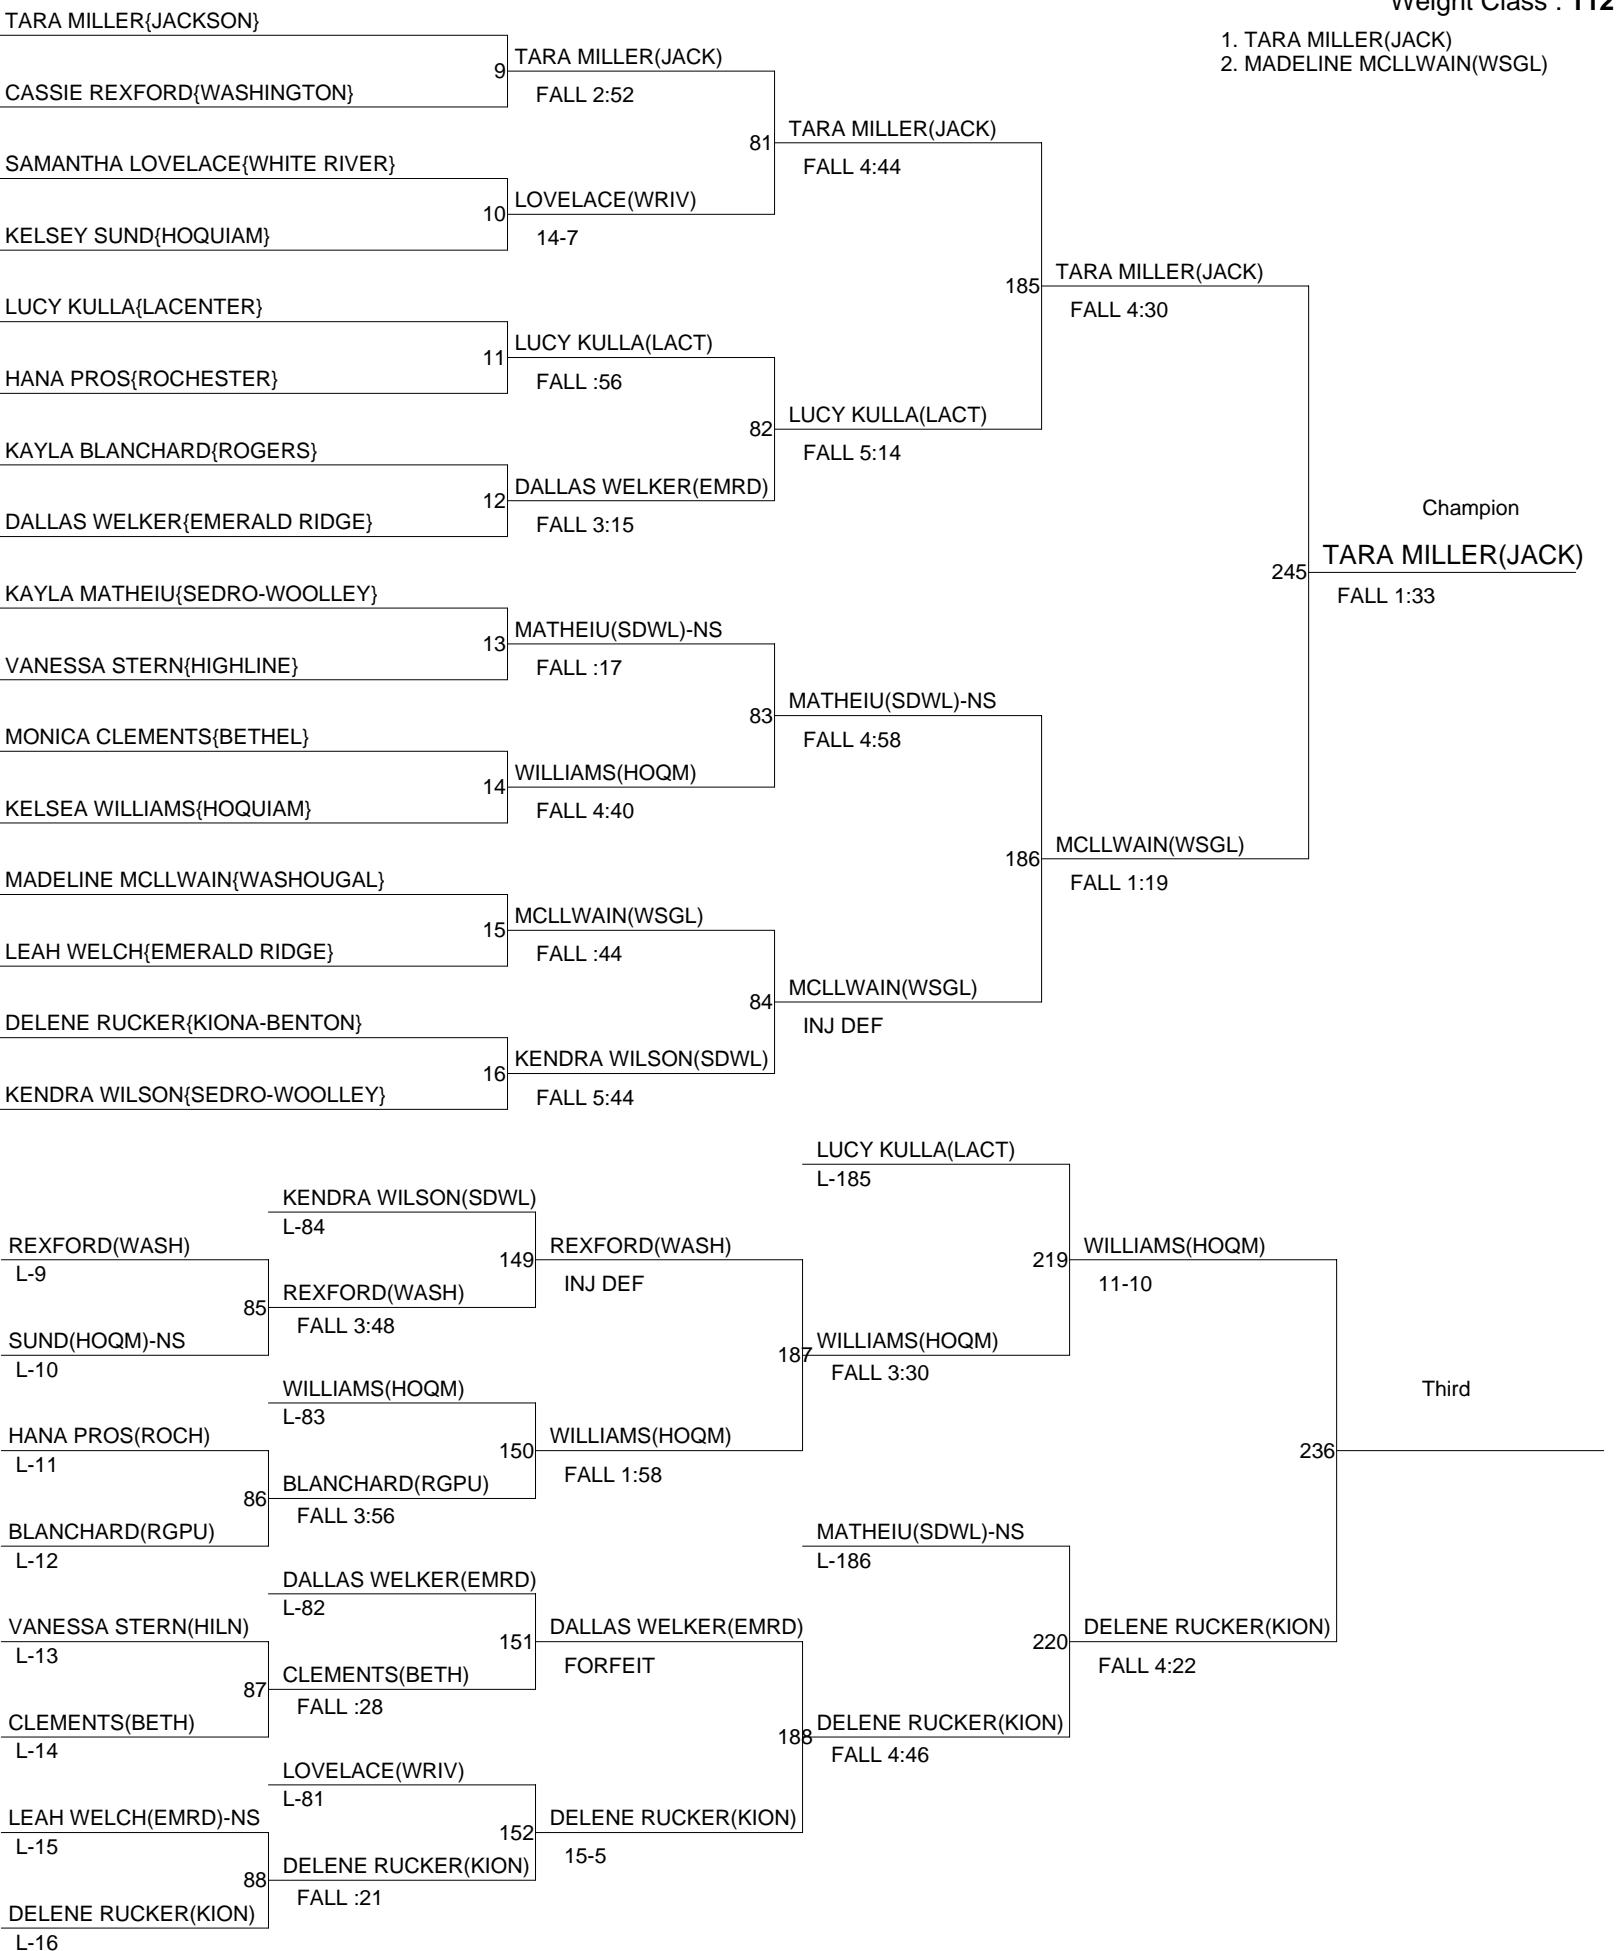 Weight Class : 112
1. TARA MILLER(JACK)
2. MADELINE MCLLWAIN(WSGL)
TARA MILLER{JACKSON}
9
TARA MILLER(JACK)
FALL 2:52
CASSIE REXFORD{WASHINGTON}
81
TARA MILLER(JACK)
FALL 4:44
SAMANTHA LOVELACE{WHITE RIVER}
10
LOVELACE(WRIV)
14-7
KELSEY SUND{HOQUIAM}
185
TARA MILLER(JACK)
FALL 4:30
LUCY KULLA{LACENTER}
11
LUCY KULLA(LACT)
FALL :56
HANA PROS{ROCHESTER}
82
LUCY KULLA(LACT)
FALL 5:14
KAYLA BLANCHARD{ROGERS}
12
DALLAS WELKER(EMRD)
FALL 3:15
DALLAS WELKER{EMERALD RIDGE}
Champion
245
TARA MILLER(JACK)
FALL 1:33
KAYLA MATHEIU{SEDRO-WOOLLEY}
13
MATHEIU(SDWL)-NS
FALL :17
VANESSA STERN{HIGHLINE}
83
MATHEIU(SDWL)-NS
FALL 4:58
MONICA CLEMENTS{BETHEL}
14
WILLIAMS(HOQM)
FALL 4:40
KELSEA WILLIAMS{HOQUIAM}
186
MCLLWAIN(WSGL)
FALL 1:19
MADELINE MCLLWAIN{WASHOUGAL}
15
MCLLWAIN(WSGL)
FALL :44
LEAH WELCH{EMERALD RIDGE}
84
MCLLWAIN(WSGL)
INJ DEF
DELENE RUCKER{KIONA-BENTON}
16
KENDRA WILSON(SDWL)
FALL 5:44
KENDRA WILSON{SEDRO-WOOLLEY}
LUCY KULLA(LACT)
L-185
KENDRA WILSON(SDWL)
L-84
REXFORD(WASH)
L-9
149
REXFORD(WASH)
INJ DEF
219
WILLIAMS(HOQM)
11-10
85
REXFORD(WASH)
FALL 3:48
SUND(HOQM)-NS
L-10
187
WILLIAMS(HOQM)
FALL 3:30
WILLIAMS(HOQM)
L-83
Third
HANA PROS(ROCH)
L-11
150
WILLIAMS(HOQM)
FALL 1:58
236
86
BLANCHARD(RGPU)
FALL 3:56
BLANCHARD(RGPU)
L-12
MATHEIU(SDWL)-NS
L-186
DALLAS WELKER(EMRD)
L-82
VANESSA STERN(HILN)
L-13
151
DALLAS WELKER(EMRD)
FORFEIT
220
DELENE RUCKER(KION)
FALL 4:22
87
CLEMENTS(BETH)
FALL :28
CLEMENTS(BETH)
L-14
188
DELENE RUCKER(KION)
FALL 4:46
LOVELACE(WRIV)
L-81
LEAH WELCH(EMRD)-NS
L-15
152
DELENE RUCKER(KION)
15-5
88
DELENE RUCKER(KION)
FALL :21
DELENE RUCKER(KION)
L-16